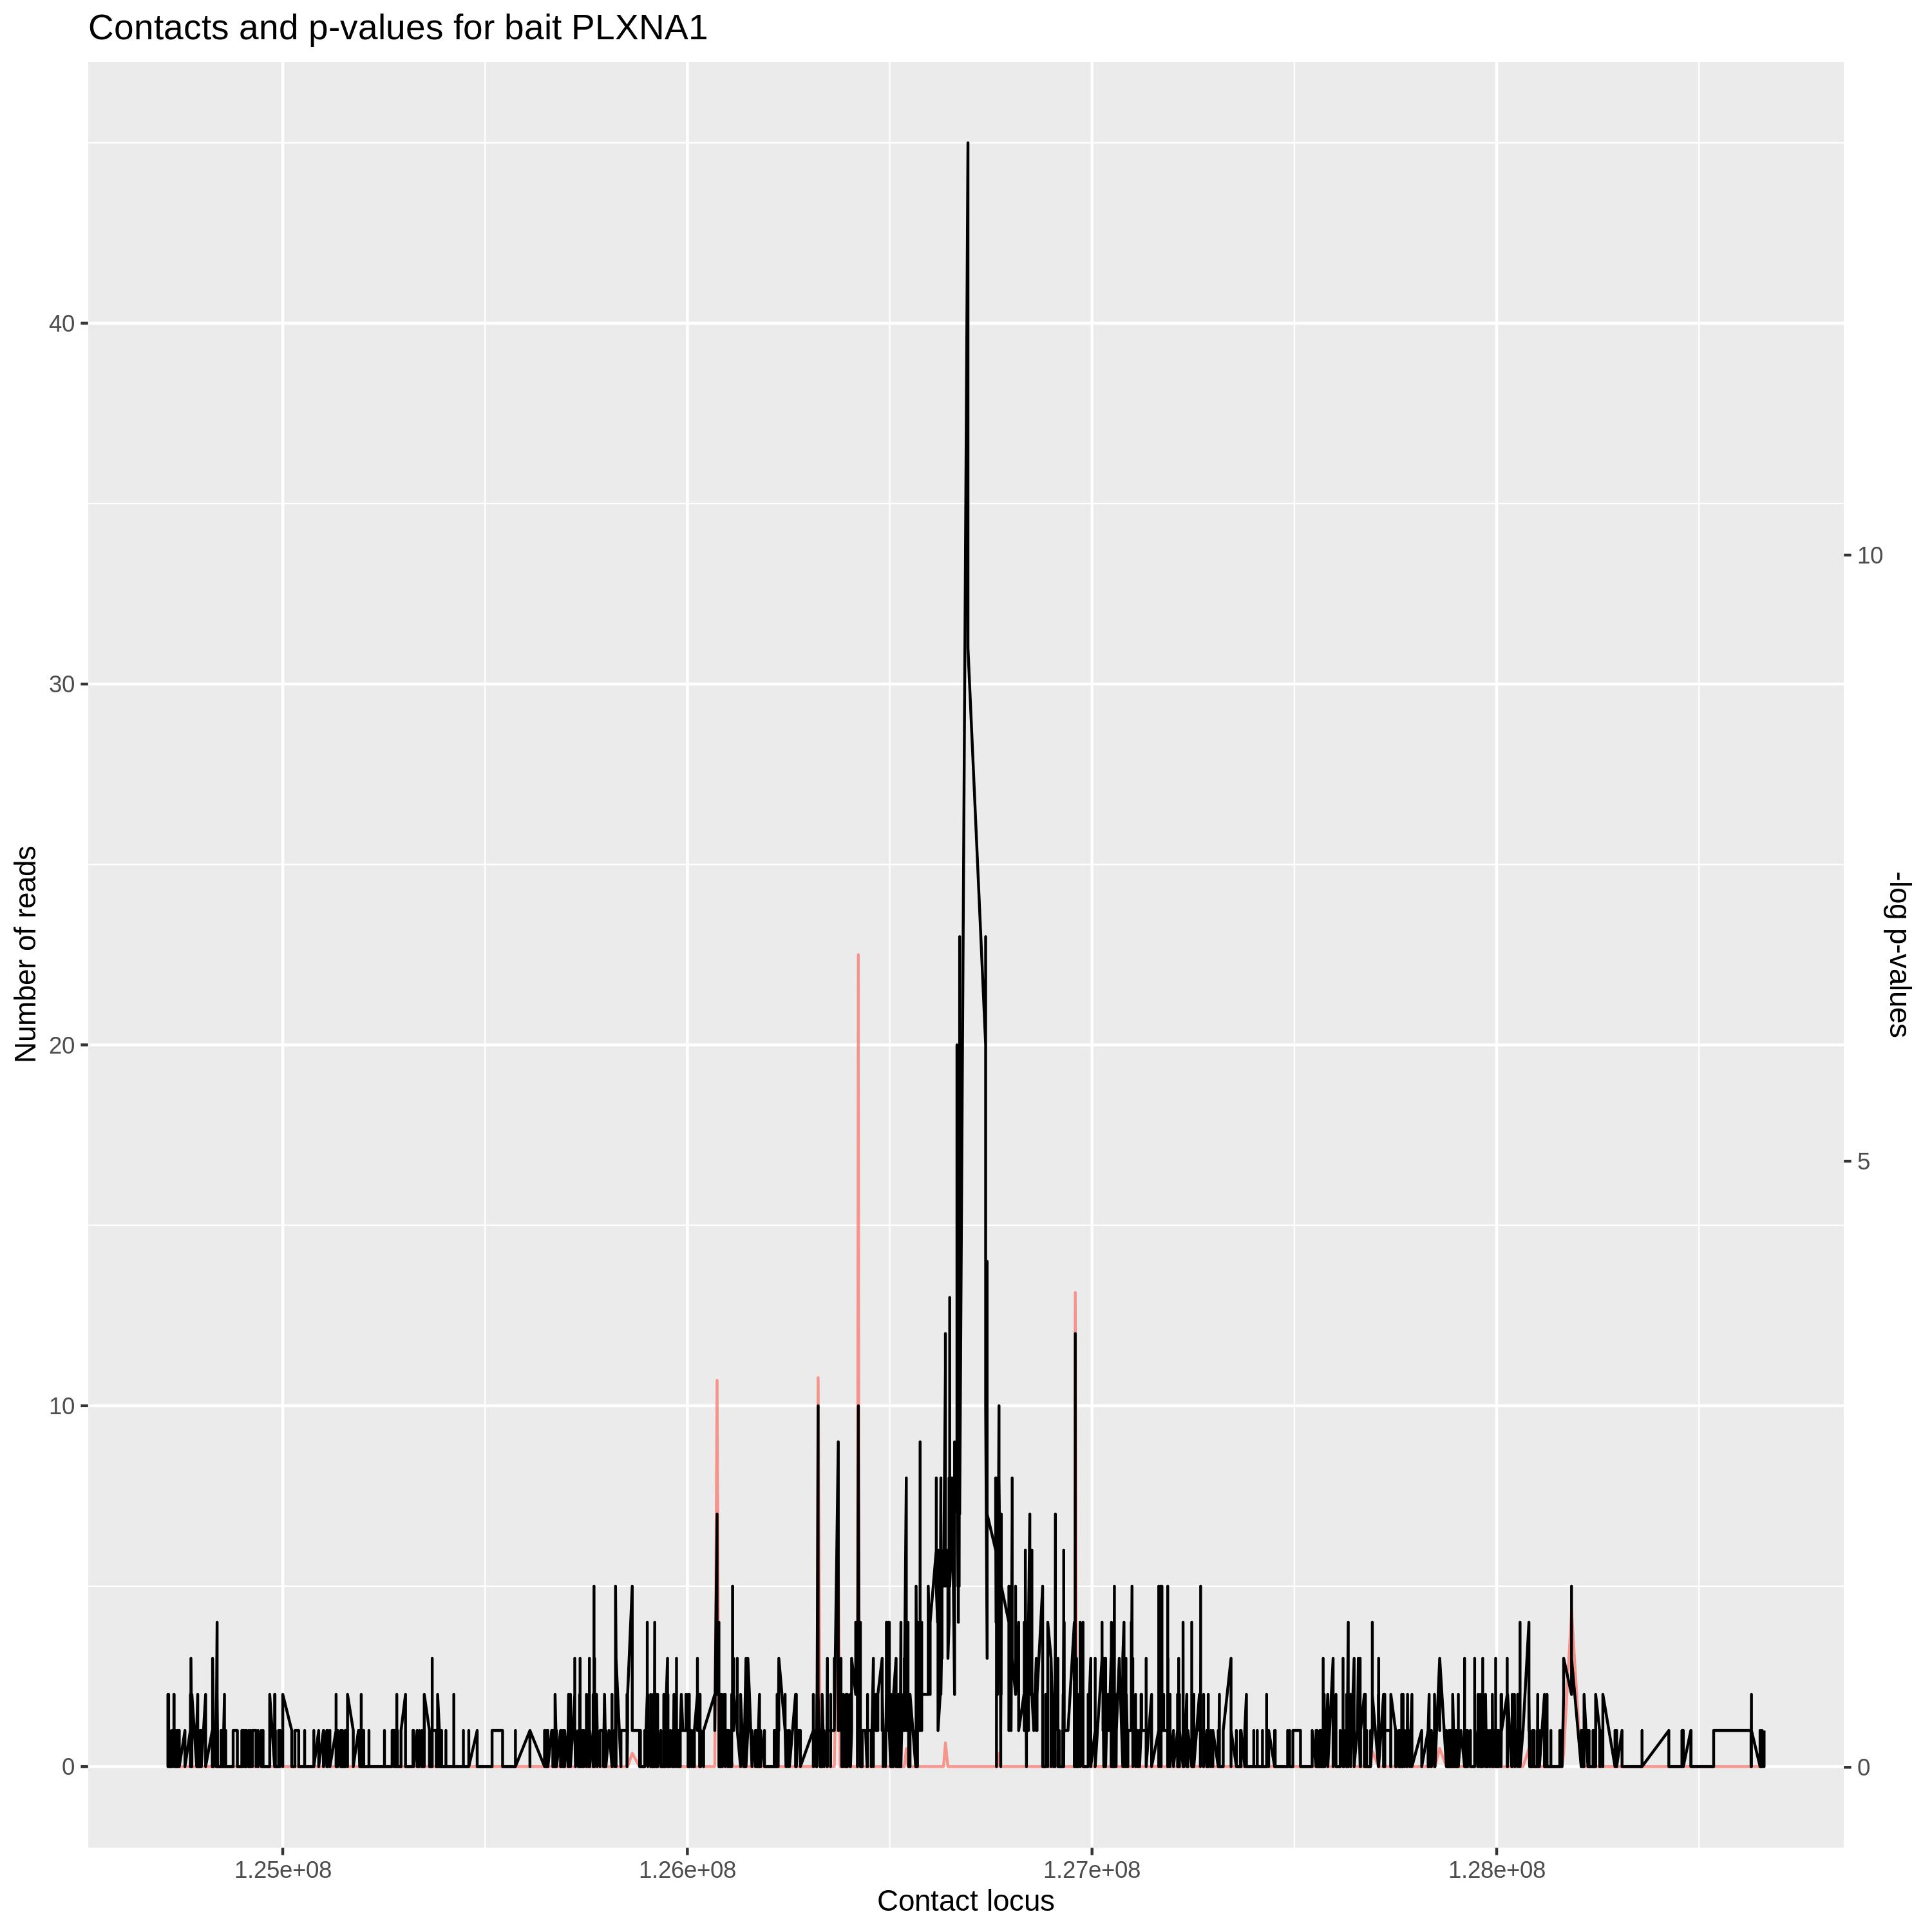 Contacts and p-values for bait PLXNA1
Number of reads
40
30
20
10
0
10
5
0
-log p-values
1.25e+08
1.26e+08
1.27e+08
1.28e+08
Contact locus